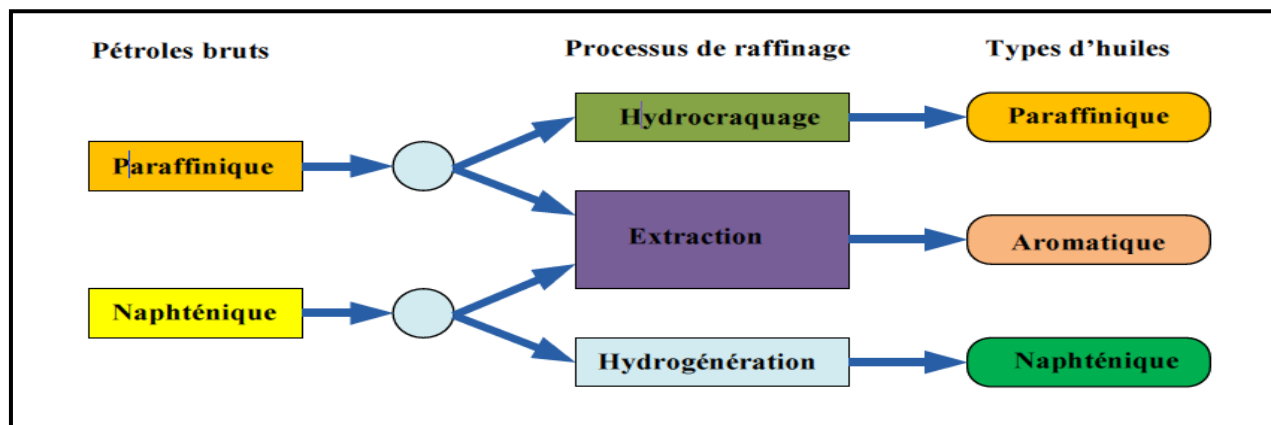 Pétroles bruts
Processus de raffinage
Types d'huiles
Hydrocraquage
Paraffinique
Paraffinique
Extraction
Aromatique
Naphténique
Hydrogénération
Naphténique